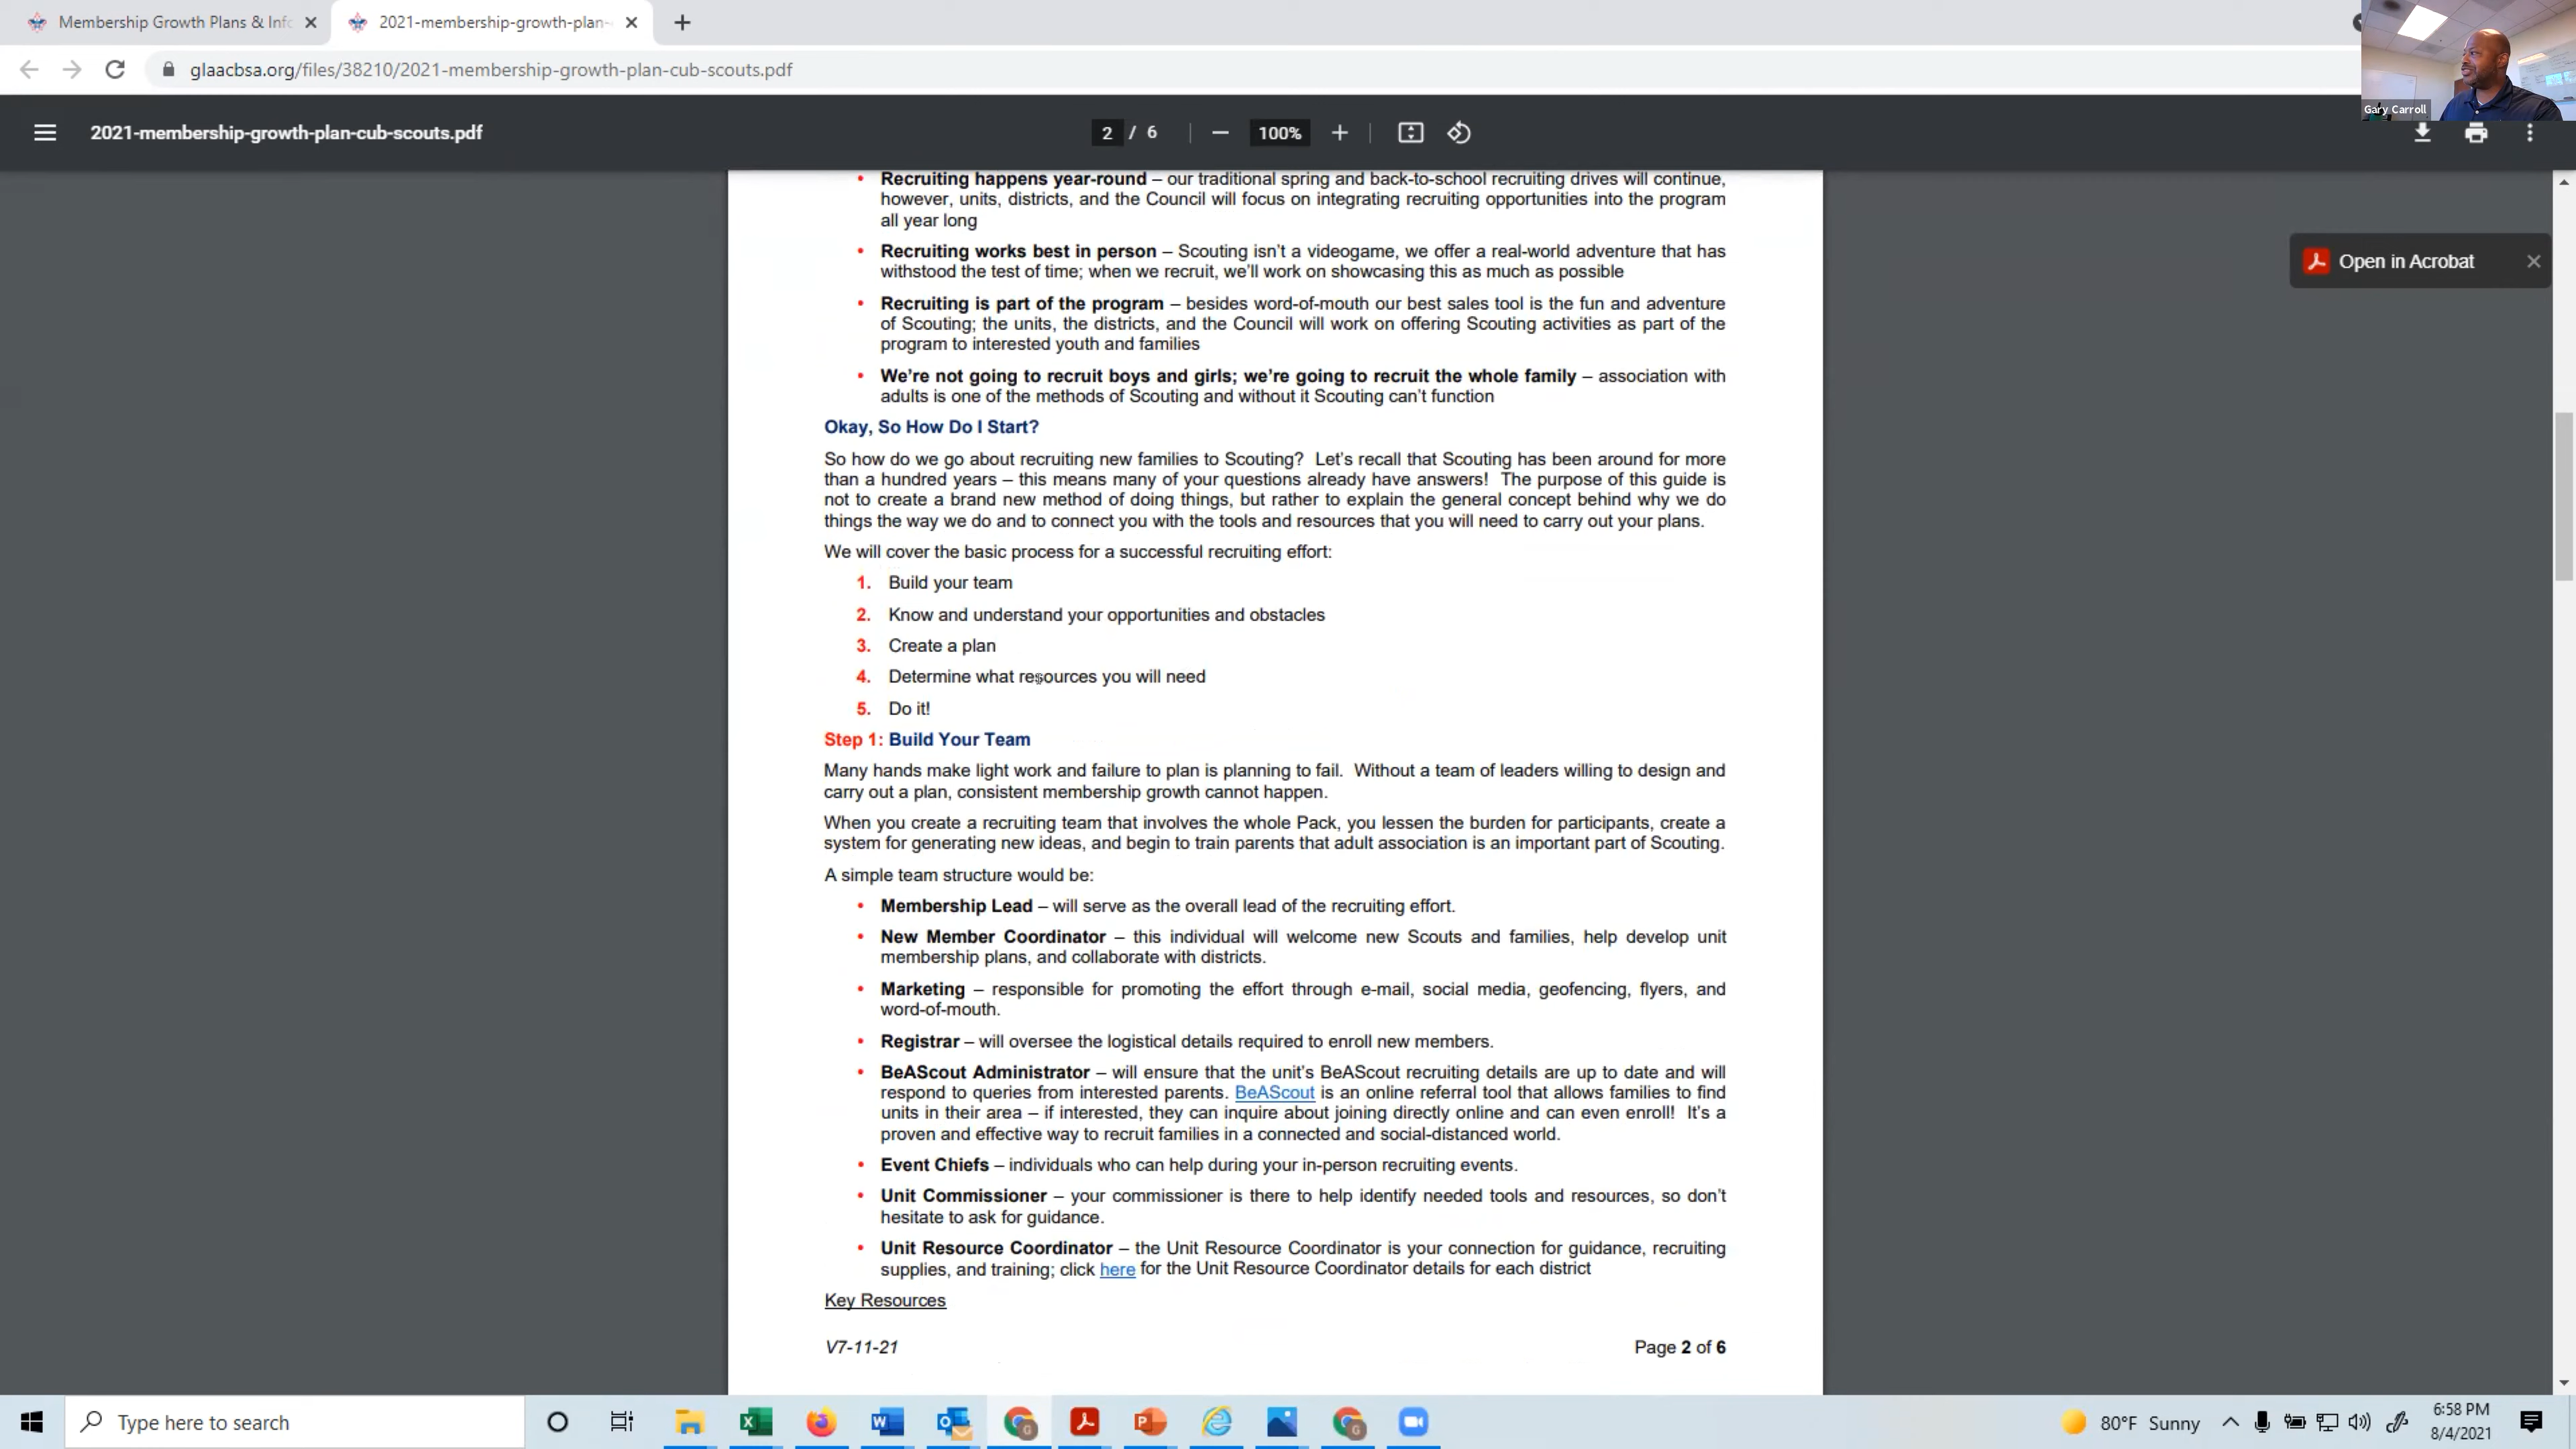 Membership Growth Plans & Info
2021-membership-growth-plan-
glaacbsa.org/files/38210/2021-membership-growth-plan-cub-scouts.pdf
Gary Carroll
2021-membership-growth-plan-cub-scouts.pdf
2 / 6
100%
Open in Acrobat
• Recruiting happens year-round – our traditional spring and back-to-school recruiting drives will continue,
however, units, districts, and the Council will focus on integrating recruiting opportunities into the program
all year long
• Recruiting works best in person – Scouting isn't a videogame, we offer a real-world adventure that has
withstood the test of time; when we recruit, we'll work on showcasing this as much as possible
• Recruiting is part of the program – besides word-of-mouth our best sales tool is the fun and adventure
of Scouting; the units, the districts, and the Council will work on offering Scouting activities as part of the
program to interested youth and families
• We're not going to recruit boys and girls; we're going to recruit the whole family – association with
adults is one of the methods of Scouting and without it Scouting can't function
Okay, So How Do I Start?
So how do we go about recruiting new families to Scouting? Let's recall that Scouting has been around for more
than a hundred years – this means many of your questions already have answers! The purpose of this guide is
not to create a brand new method of doing things, but rather to explain the general concept behind why we do
things the way we do and to connect you with the tools and resources that you will need to carry out your plans.
We will cover the basic process for a successful recruiting effort:
1. Build your team
2. Know and understand your opportunities and obstacles
3. Create a plan
4. Determine what resources you will need
5. Do it!
Step 1: Build Your Team
Many hands make light work and failure to plan is planning to fail. Without a team of leaders willing to design and
carry out a plan, consistent membership growth cannot happen.
When you create a recruiting team that involves the whole Pack, you lessen the burden for participants, create a
system for generating new ideas, and begin to train parents that adult association is an important part of Scouting.
A simple team structure would be:
• Membership Lead – will serve as the overall lead of the recruiting effort.
• New Member Coordinator – this individual will welcome new Scouts and families, help develop unit
membership plans, and collaborate with districts.
• Marketing – responsible for promoting the effort through e-mail, social media, geofencing, flyers, and
word-of-mouth.
• Registrar – will oversee the logistical details required to enroll new members.
• BeAScout Administrator – will ensure that the unit's BeAScout recruiting details are up to date and will
respond to queries from interested parents. BeAScout is an online referral tool that allows families to find
units in their area – if interested, they can inquire about joining directly online and can even enroll! It's a
proven and effective way to recruit families in a connected and social-distanced world.
• Event Chiefs – individuals who can help during your in-person recruiting events.
• Unit Commissioner – your commissioner is there to help identify needed tools and resources, so don't
hesitate to ask for guidance.
• Unit Resource Coordinator – the Unit Resource Coordinator is your connection for guidance, recruiting
supplies, and training; click here for the Unit Resource Coordinator details for each district
Key Resources
V7-11-21
Page 2 of 6
Type here to search
80°F Sunny
6:58 PM
8/4/2021